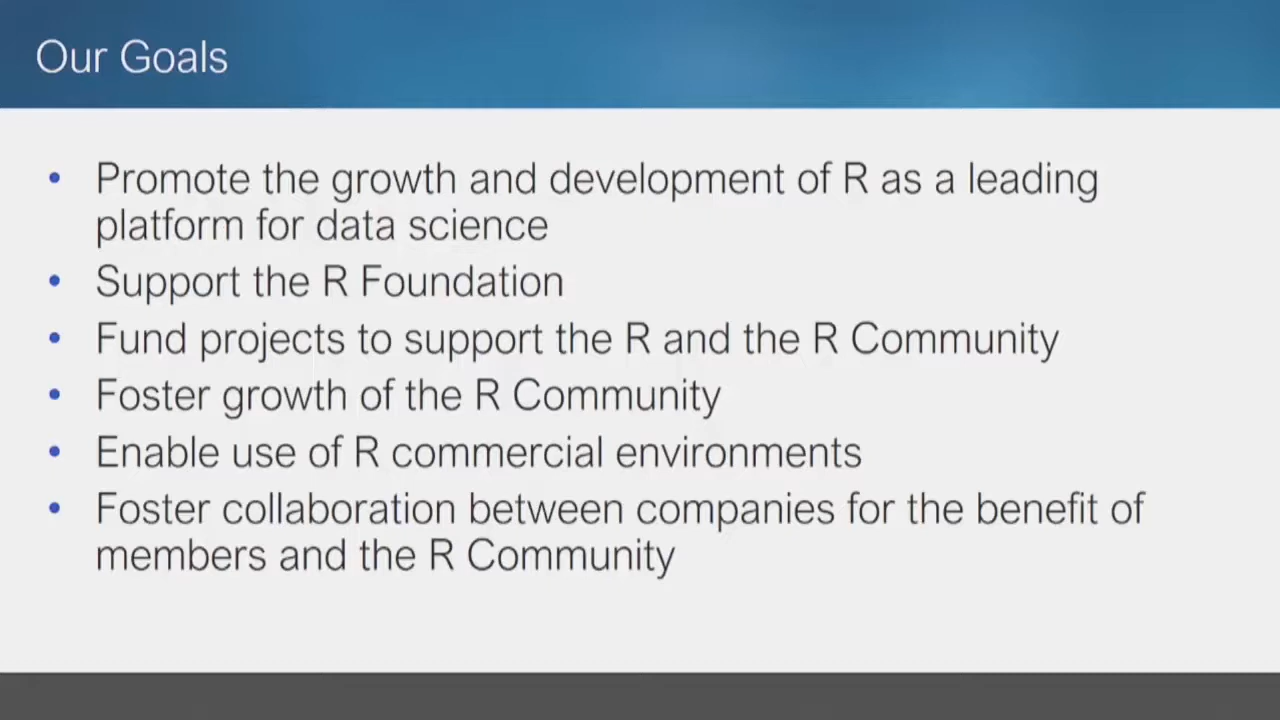 Our Goals
• Promote the growth and development of R as a leading
platform for data science
• Support the R Foundation
• Fund projects to support the R and the R Community
• Foster growth of the R Community
• Enable use of R commercial environments
• Foster collaboration between companies for the benefit of
members and the R Community